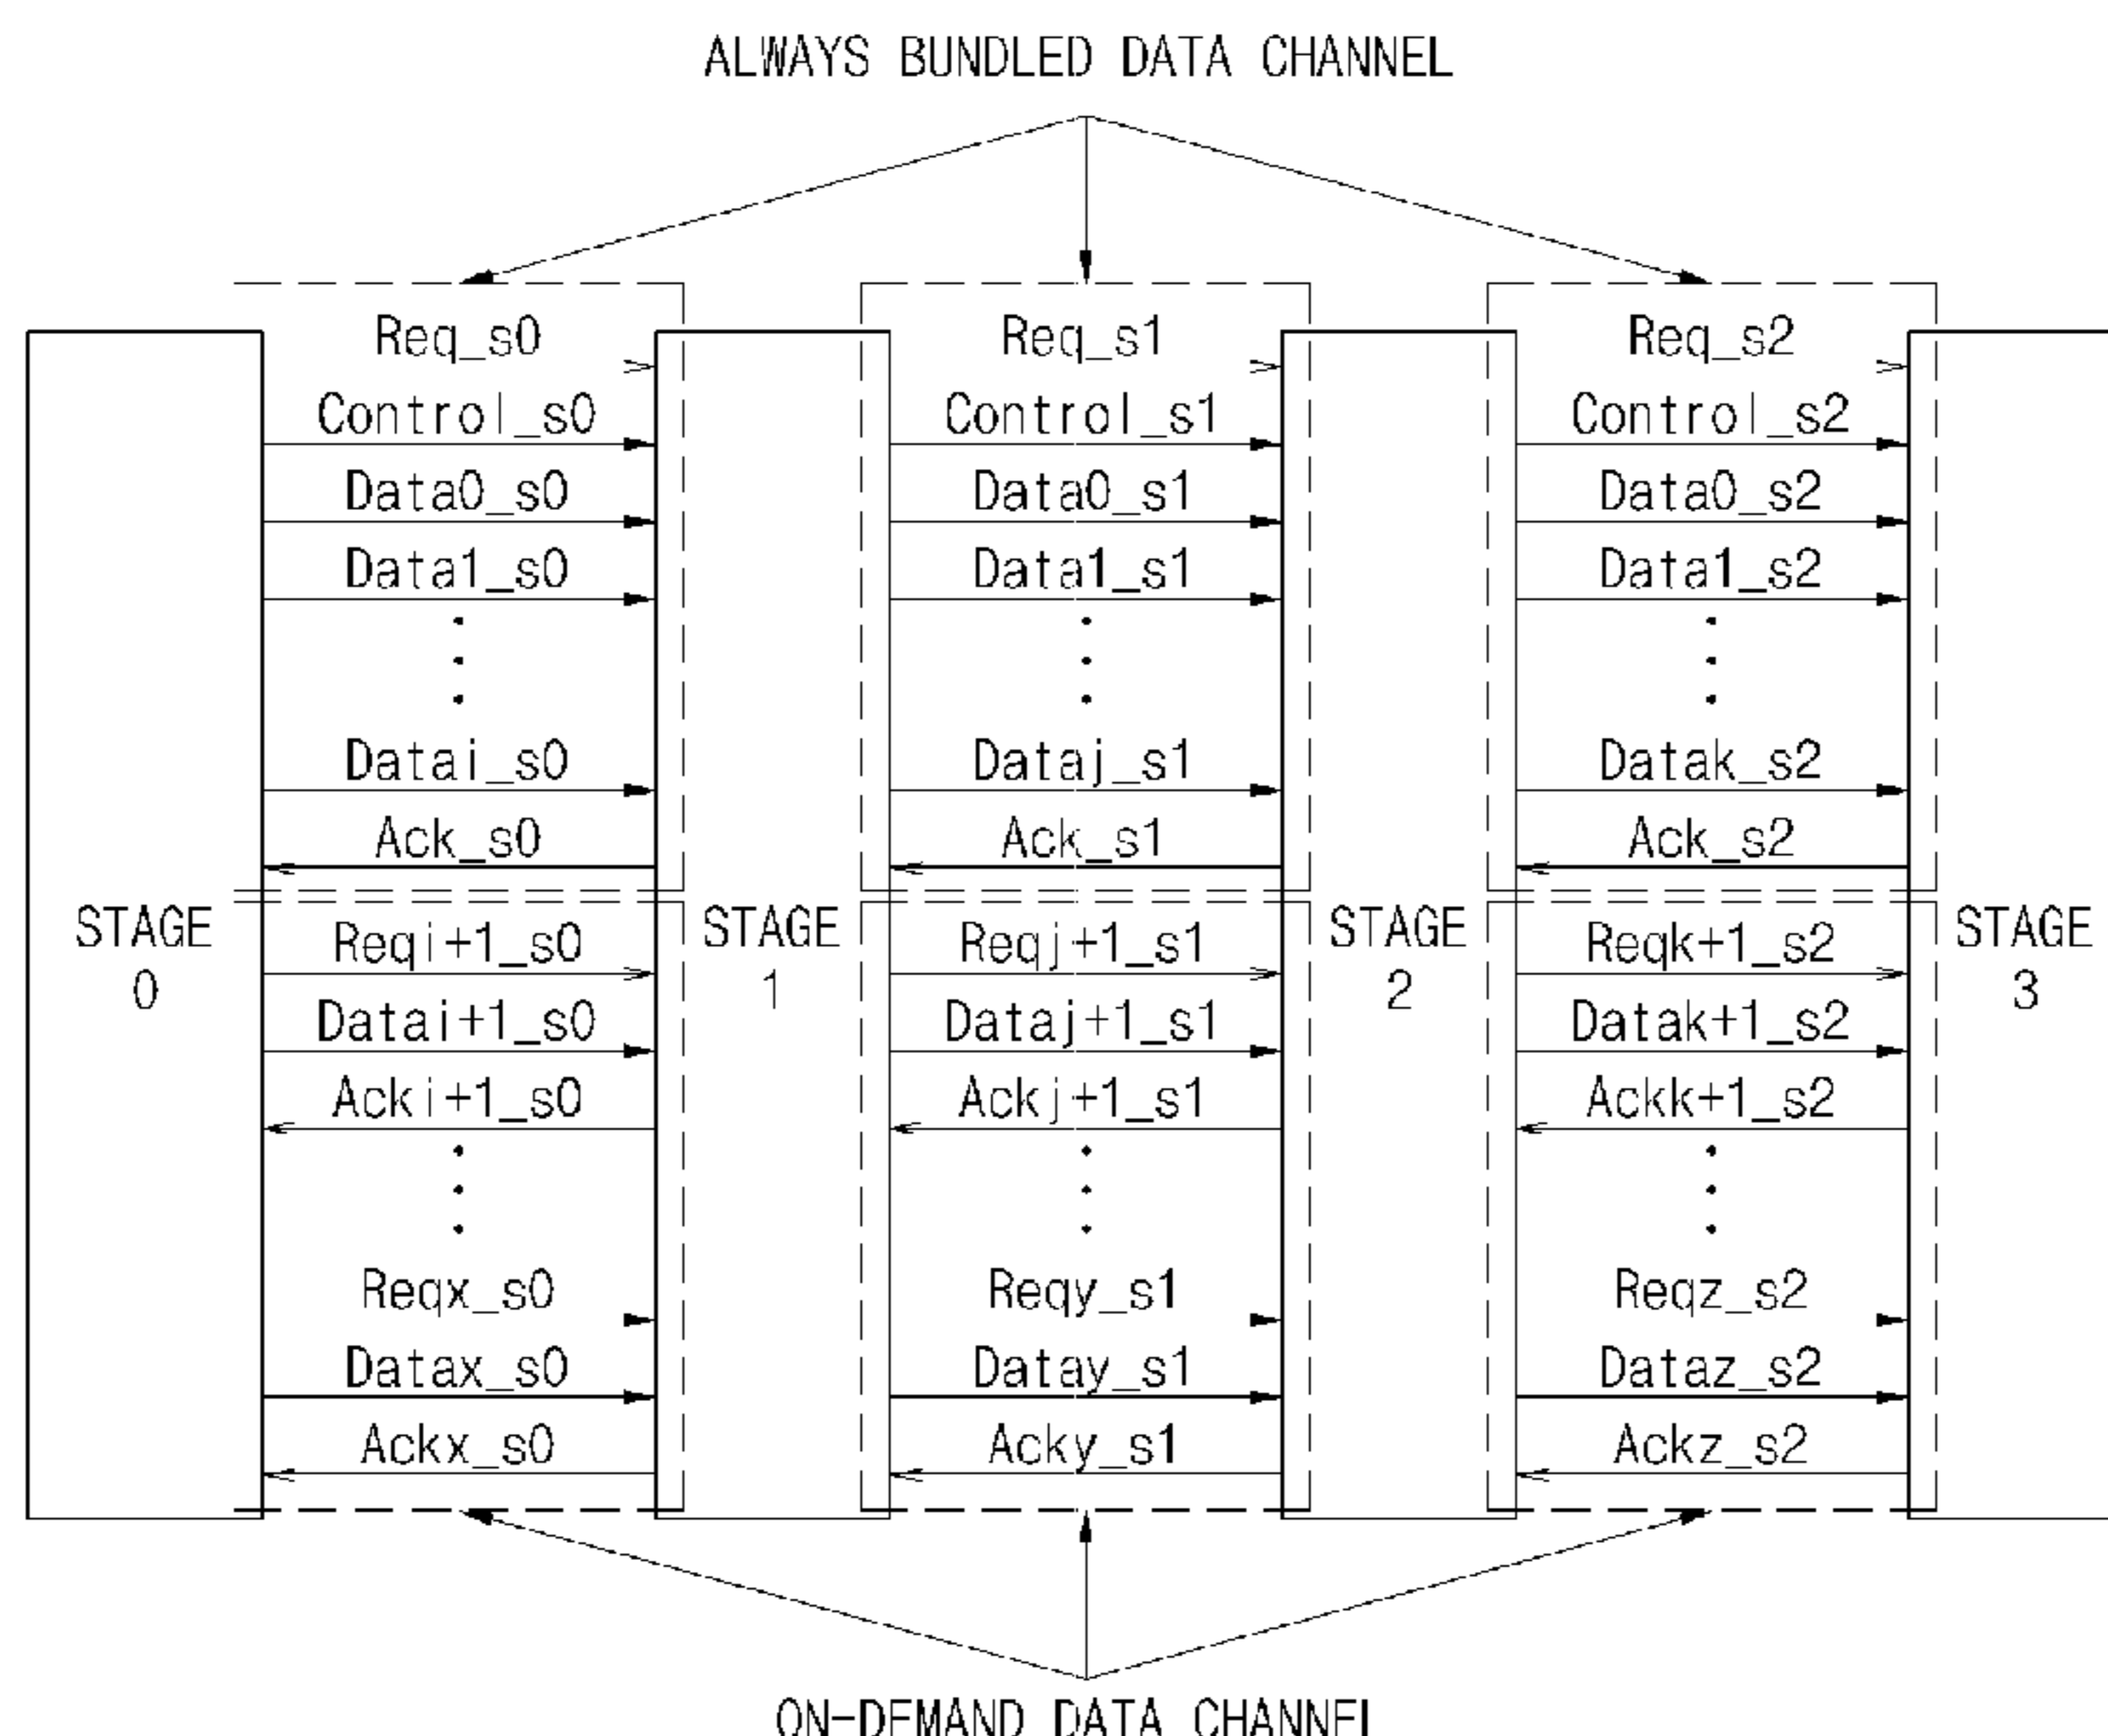 ALWAYS BUNDLED DATA CHANNEL
Req_s0 Req_s1 Req_s2
Control_s0 Control_s1 Control_s2
Data0_s0 Data0_s1 Data0_s2
Data1_s0 Data1_s1 Data1_s2
Datai_s0 Dataj_s1 Datak_s2
Ack_s0 Ack_s1 Ack_s2
STAGE 0
STAGE 1
STAGE 2
STAGE 3
Reqi+1_s0 Reqj+1_s1 Reqk+1_s2
Datai+1_s0 Dataj+1_s1 Datak+1_s2
Acki+1_s0 Ackj+1_s1 Ackk+1_s2
Reqx_s0 Reqy_s1 Reqz_s2
Datax_s0 Datay_s1 Dataz_s2
Ackx_s0 Acky_s1 Ackz_s2
ON-DEMAND DATA CHANNEL